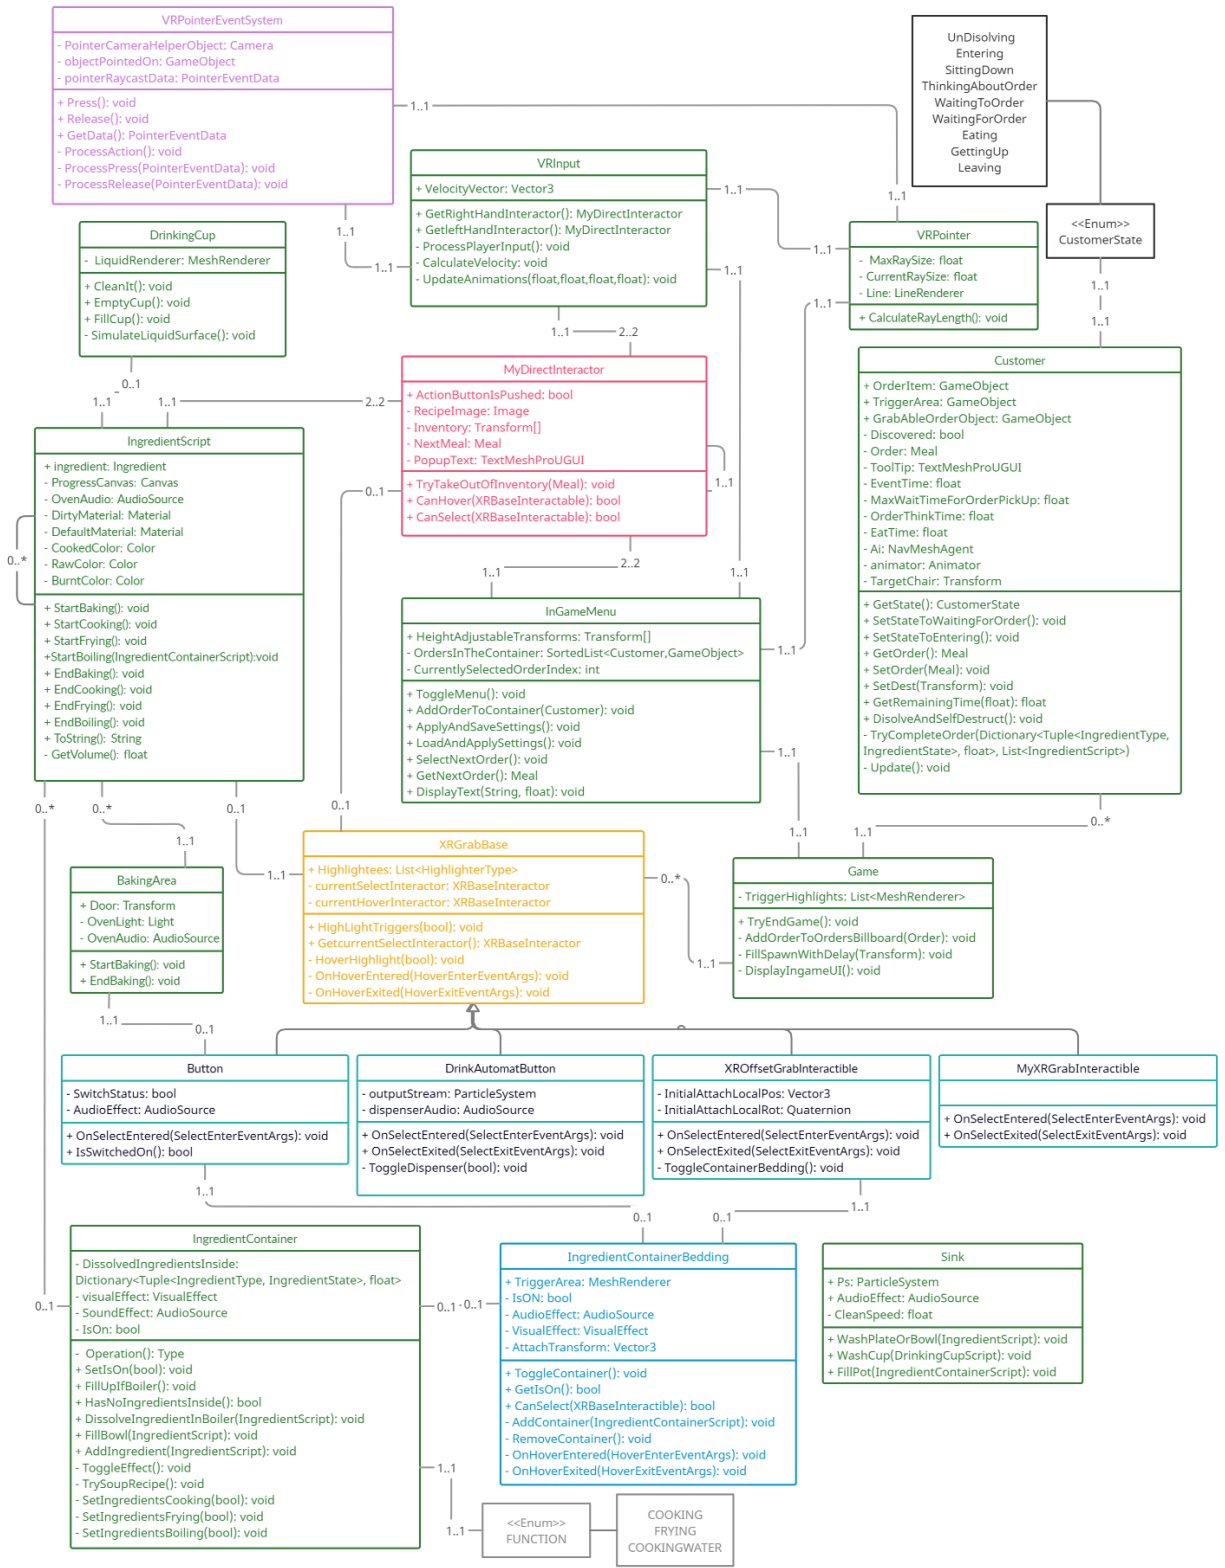 VRPointerEventSystem
- PointerCameraHelperObject: Camera
- objectPointedOn: GameObject
- pointerRaycastData: PointerEventData
+ Press(): void
+ Release(): void
+ GetData(): PointerEventData
- ProcessAction(): void
- ProcessPress(PointerEventData): void
- ProcessRelease(PointerEventData): void
1..1
1..1
1..1
1..1
UnDisolving
Entering
SittingDown
ThinkingAboutOrder
WaitingToOrder
WaitingForOrder
Eating
GettingUp
Leaving
<<Enum>>
CustomerState
1..1
1..1
VRInput
+ VelocityVector: Vector3
+ GetRightHandInteractor(): MyDirectInteractor
+ GetleftHandInteractor(): MyDirectInteractor
- ProcessPlayerInput(): void
- CalculateVelocity: void
- UpdateAnimations(float,float,float,float): void
1..1
1..1
1..1
1..1
1..1
2..2
VRPointer
- MaxRaySize: float
- CurrentRaySize: float
- Line: LineRenderer
+ CalculateRayLength(): void
1..1
1..1
DrinkingCup
- LiquidRenderer: MeshRenderer
+ CleanIt(): void
+ EmptyCup(): void
+ FillCup(): void
- SimulateLiquidSurface(): void
0..1
1..1
MyDirectInteractor
+ ActionButtonIsPushed: bool
- RecipeImage: Image
- Inventory: Transform[]
- NextMeal: Meal
- PopupText: TextMeshProUGUI
+ TryTakeOutOfInventory(Meal): void
+ CanHover(XRBaseInteractable): bool
+ CanSelect(XRBaseInteractable): bool
1..1
2..2
1..1
0..1
0..1
2..2
1..1
Customer
+ OrderItem: GameObject
+ TriggerArea: GameObject
+ GrabAbleOrderObject: GameObject
- Discovered: bool
- Order: Meal
- ToolTip: TextMeshProUGUI
- EventTime: float
- MaxWaitTimeForOrderPickUp: float
- OrderThinkTime: float
- EatTime: float
- Ai: NavMeshAgent
- animator: Animator
- TargetChair: Transform
+ GetState(): CustomerState
+ SetStateToWaitingForOrder(): void
+ SetStateToEntering(): void
+ GetOrder(): Meal
+ SetOrder(Meal): void
+ SetDest(Transform): void
+ GetRemainingTime(float): float
+ DisolveAndSelfDestruct(): void
- TryCompleteOrder(Dictionary<Tuple<IngredientType,
IngredientState>, float>, List<IngredientScript>)
- Update(): void
0..*
1..1
IngredientScript
+ ingredient: Ingredient
- ProgressCanvas: Canvas
- OvenAudio: AudioSource
- DirtyMaterial: Material
- DefaultMaterial: Material
- CookedColor: Color
- RawColor: Color
- BurntColor: Color
+ StartBaking(): void
+ StartCooking(): void
+ StartFrying(): void
+StartBoiling(IngredientContainerScript):void
+ EndBaking(): void
+ EndCooking(): void
+ EndFrying(): void
+ EndBoiling(): void
+ ToString(): String
- GetVolume(): float
0..*
0..*
0..*
0..1
1..1
1..1
0..1
InGameMenu
+ HeightAdjustableTransforms: Transform[]
- OrdersInTheContainer: SortedList<Customer,GameObject>
- CurrentlySelectedOrderIndex: int
+ ToggleMenu(): void
+ AddOrderToContainer(Customer): void
+ ApplyAndSaveSettings(): void
+ LoadAndApplySettings(): void
+ SelectNextOrder(): void
+ GetNextOrder(): Meal
+ DisplayText(String, float): void
1..1
1..1
BakingArea
+ Door: Transform
- OvenLight: Light
- OvenAudio: AudioSource
+ StartBaking(): void
+ EndBaking(): void
1..1
0..1
XRGrabBase
+ Highlightees: List<HighlighterType>
- currentSelectInteractor: XRBaseInteractor
- currentHoverInteractor: XRBaseInteractor
+ HighLightTriggers(bool): void
+ GetcurrentSelectInteractor(): XRBaseInteractor
- HoverHighlight(bool): void
- OnHoverEntered(HoverEnterEventArgs): void
- OnHoverExited(HoverExitEventArgs): void
0..*
1..1
Game
- TriggerHighlights: List<MeshRenderer>
+ TryEndGame(): void
- AddOrderToOrdersBillboard(Order): void
- FillSpawnWithDelay(Transform): void
- DisplayIngameUI(): void
Button
- SwitchStatus: bool
- AudioEffect: AudioSource
+ OnSelectEntered(SelectEnterEventArgs): void
+ IsSwitchedOn(): bool
DrinkAutomatButton
- outputStream: ParticleSystem
- dispenserAudio: AudioSource
+ OnSelectEntered(SelectEnterEventArgs): void
+ OnSelectExited(SelectExitEventArgs): void
- ToggleDispenser(bool): void
XROffsetGrabInteractible
- InitialAttachLocalPos: Vector3
- InitialAttachLocalRot: Quaternion
+ OnSelectEntered(SelectEnterEventArgs): void
+ OnSelectExited(SelectExitEventArgs): void
- ToggleContainerBedding(): void
MyXRGrabInteractible
+ OnSelectEntered(SelectEnterEventArgs): void
+ OnSelectExited(SelectExitEventArgs): void
1..1
0..1
0..1
1..1
IngredientContainer
- DissolvedIngredientsInside:
Dictionary<Tuple<IngredientType, IngredientState>, float>
- visualEffect: VisualEffect
- SoundEffect: AudioSource
- IsOn: bool
- Operation(): Type
+ SetIsOn(bool): void
+ FillUpIfBoiler(): void
+ HasNoIngredientsInside(): bool
+ DissolveIngredientInBoiler(IngredientScript): void
+ FillBowl(IngredientScript): void
+ AddIngredient(IngredientScript): void
- ToggleEffect(): void
- TrySoupRecipe(): void
- SetIngredientsCooking(bool): void
- SetIngredientsFrying(bool): void
- SetIngredientsBoiling(bool): void
0..1
0..1
1..1
1..1
IngredientContainerBedding
+ TriggerArea: MeshRenderer
- IsON: bool
- AudioEffect: AudioSource
- VisualEffect: VisualEffect
- AttachTransform: Vector3
+ ToggleContainer(): void
+ GetIsOn(): bool
+ CanSelect(XRBaseInteractible): bool
- AddContainer(IngredientContainerScript): void
- RemoveContainer(): void
- OnHoverEntered(HoverEnterEventArgs): void
- OnHoverExited(HoverExitEventArgs): void
Sink
+ Ps: ParticleSystem
+ AudioEffect: AudioSource
- CleanSpeed: float
+ WashPlateOrBowl(IngredientScript): void
+ WashCup(DrinkingCupScript): void
+ FillPot(IngredientContainerScript): void
<<Enum>>
FUNCTION
COOKING
FRYING
COOKINGWATER